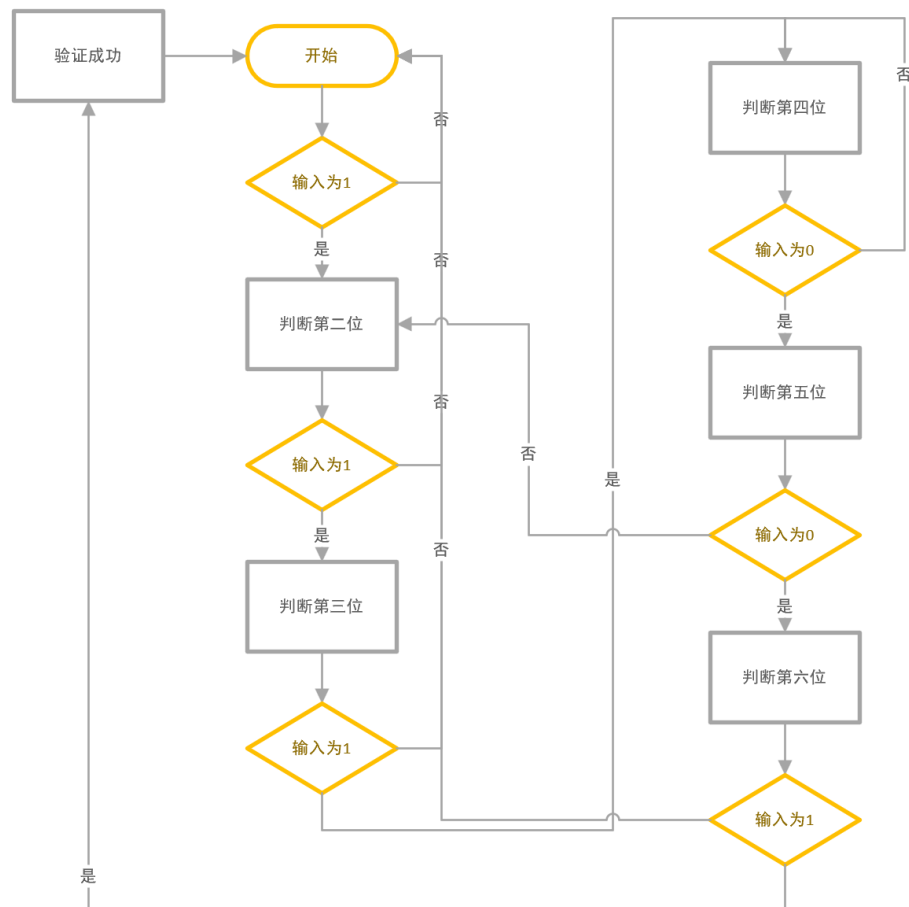 验证成功
开始
否
输入为1
是
否
判断第二位
否
输入为1
是
否
判断第三位
输入为1
是
否
是
判断第四位
否
输入为0
是
判断第五位
输入为0
是
判断第六位
输入为1